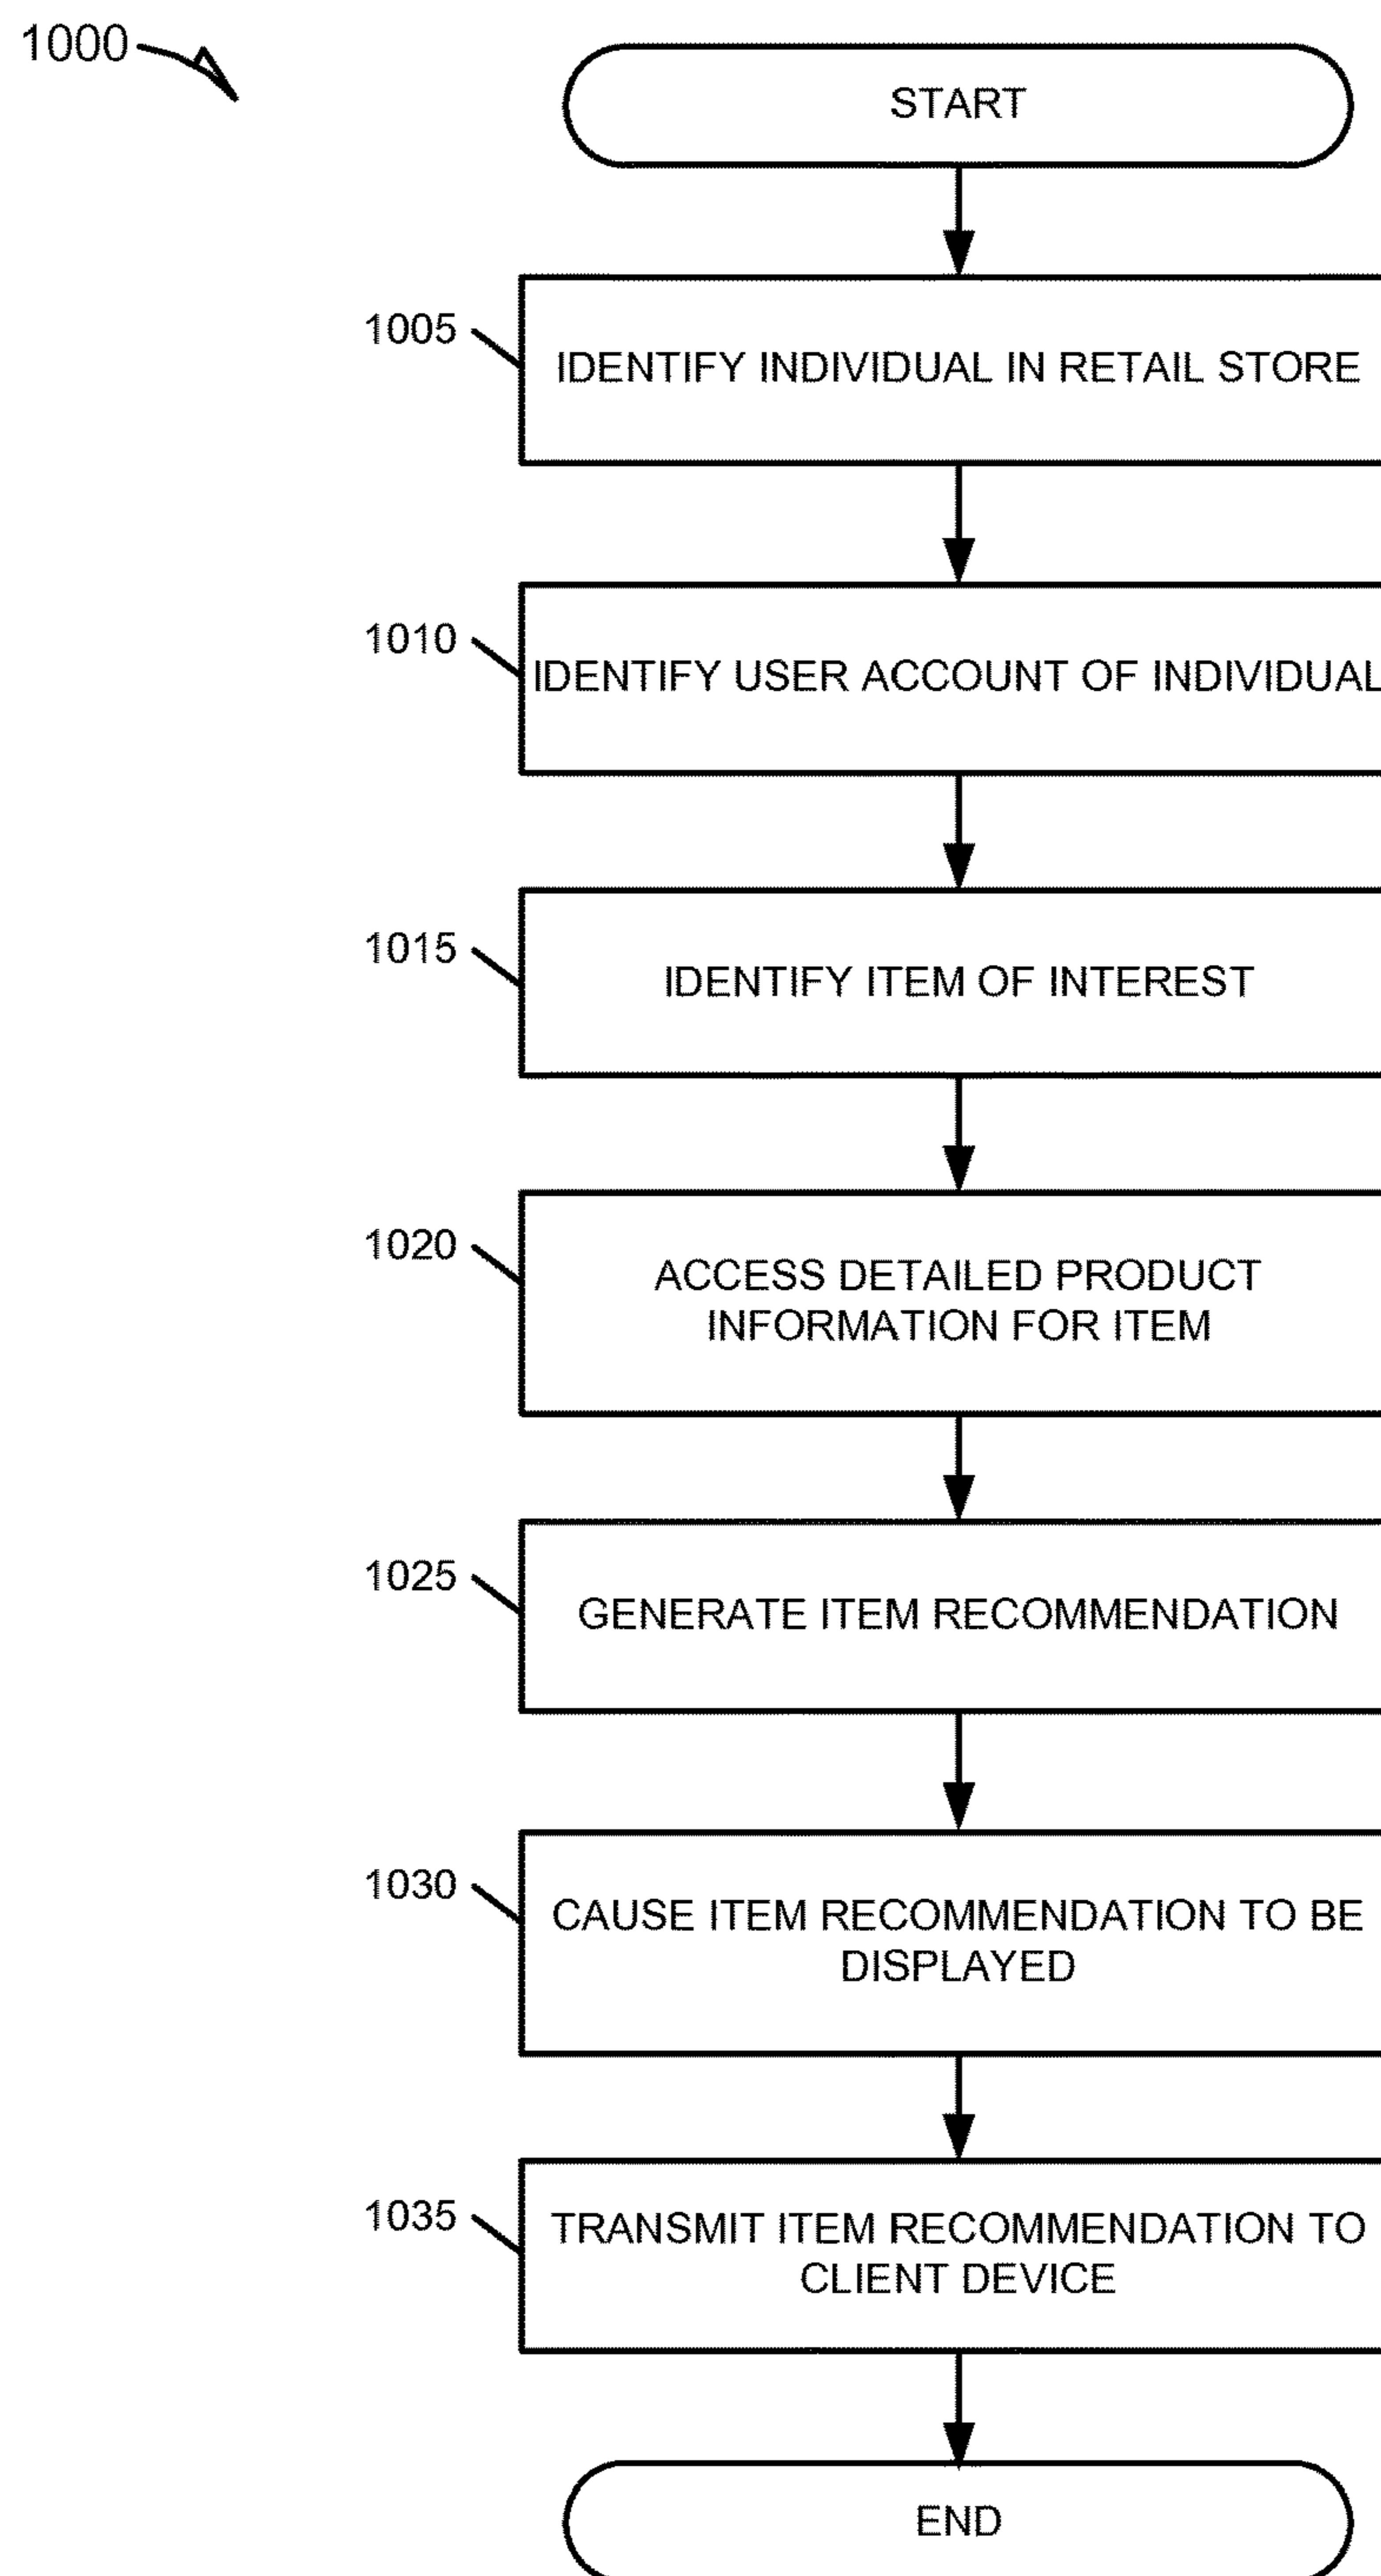 1000
START
1005
IDENTIFY INDIVIDUAL IN RETAIL STORE
1010
IDENTIFY USER ACCOUNT OF INDIVIDUAL
1015
IDENTIFY ITEM OF INTEREST
1020
ACCESS DETAILED PRODUCT
INFORMATION FOR ITEM
1025
GENERATE ITEM RECOMMENDATION
1030
CAUSE ITEM RECOMMENDATION TO BE
DISPLAYED
1035
TRANSMIT ITEM RECOMMENDATION TO
CLIENT DEVICE
END